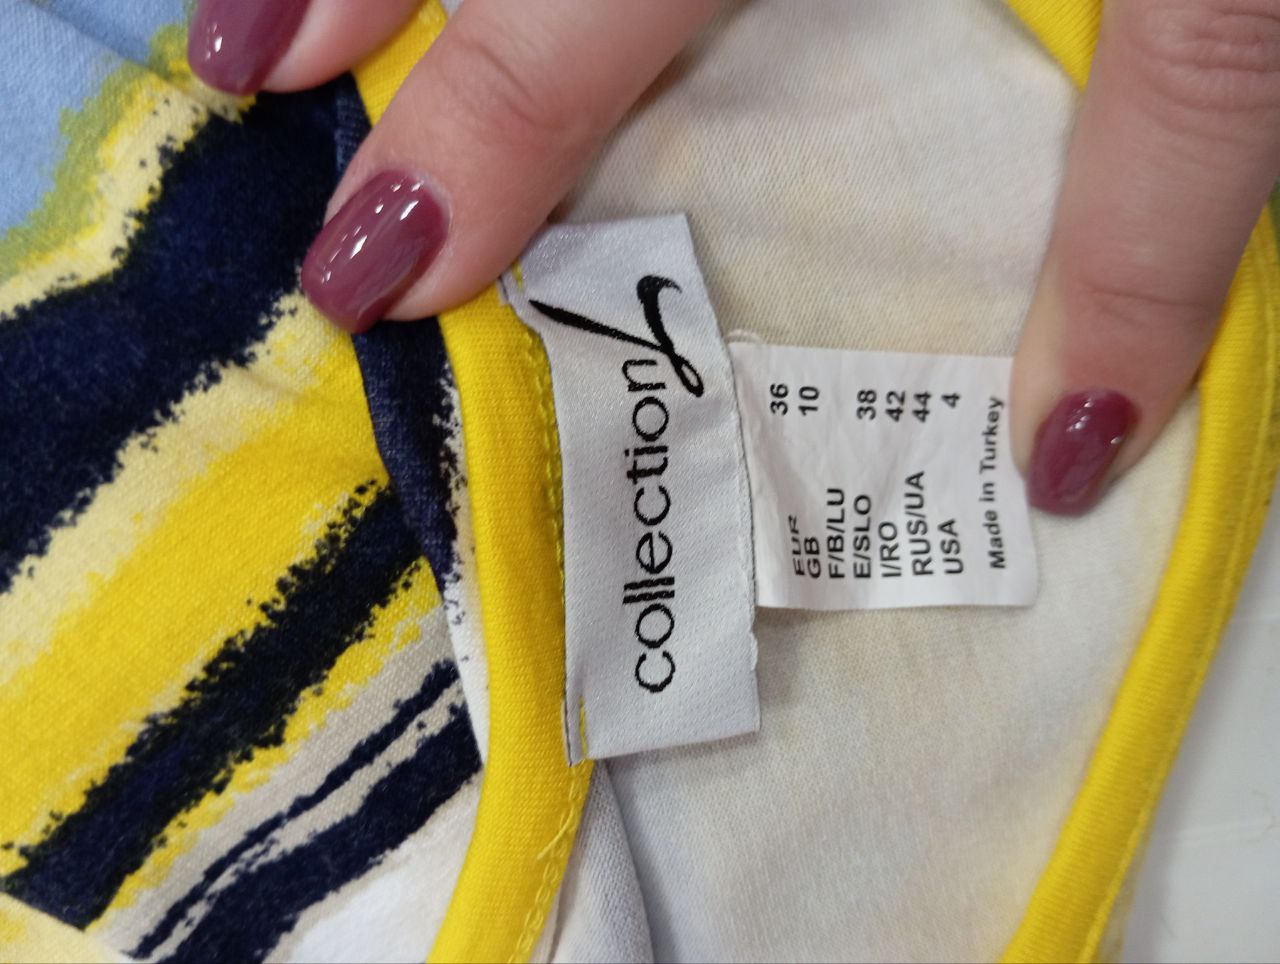 collection
EUR 36
GB 10
F/B/LU
E/SLO 38
I/RO 42
RUS/UA 44
USA 4
Made in Turkey